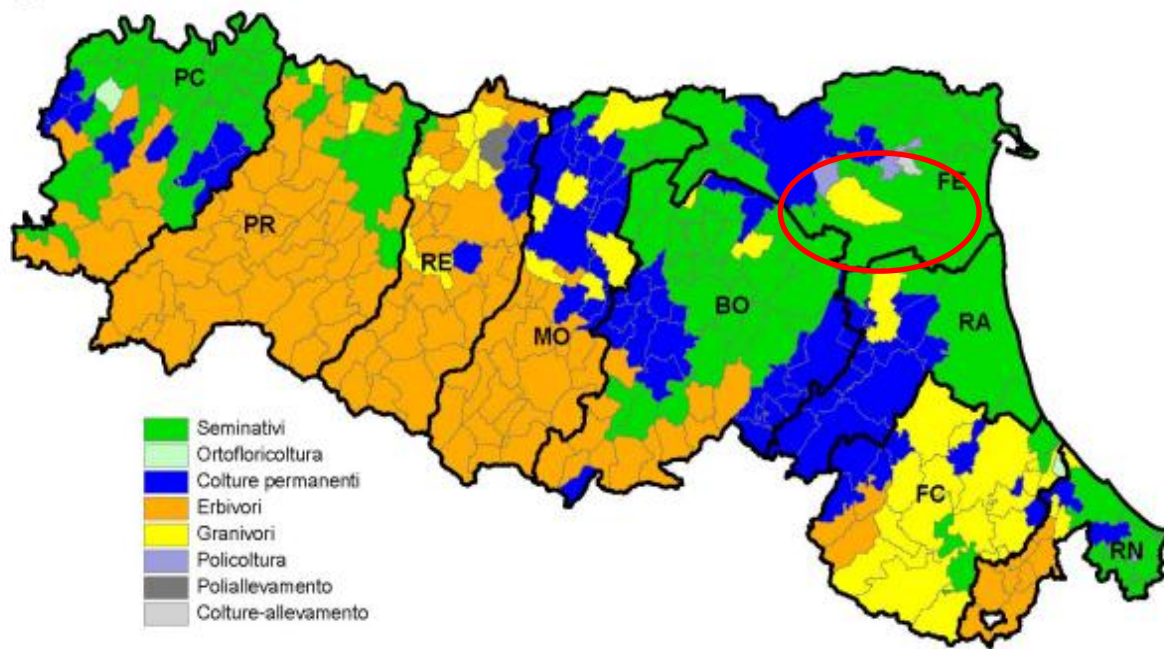 PC
FE
PR
RE
BO
RA
MO
FC
RN
Seminativi
Ortofloricoltura
Colture permanenti
Erbivori
Granivori
Policoltura
Poliallevamento
Colture-allevamento